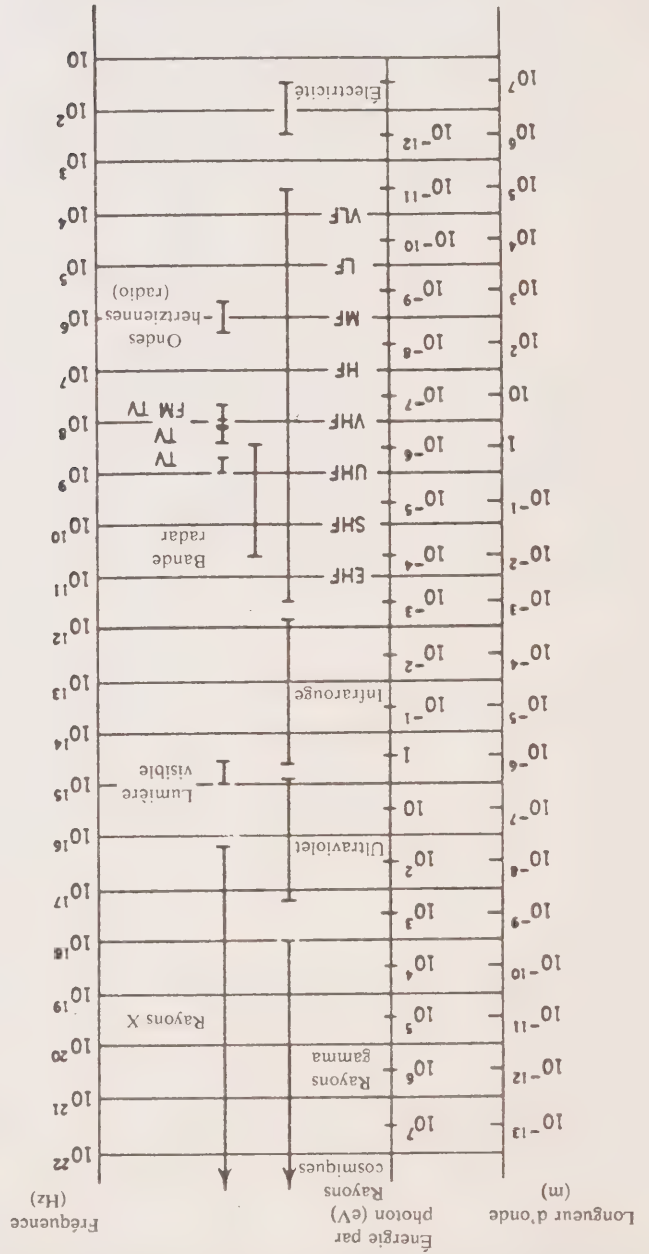 Longueur d'onde
(m)
10⁻¹³
10⁻¹²
10⁻¹¹
10⁻¹⁰
10⁻⁹
10⁻⁸
10⁻⁷
10⁻⁶
10⁻⁵
10⁻⁴
10⁻³
10⁻²
10⁻¹
1
10
10²
10³
10⁴
10⁵
10⁶
10⁷
Énergie par
photon (eV)
10⁷
10⁶
10⁵
10⁴
10³
10²
10
1
10⁻¹
10⁻²
10⁻³
10⁻⁴
10⁻⁵
10⁻⁶
10⁻⁷
10⁻⁸
10⁻⁹
10⁻¹⁰
10⁻¹¹
10⁻¹²
Rayons
cosmiques
Rayons
gamma
Ultraviolet
Infrarouge
EHF
SHF
UHF
VHF
HF
MF
LF
VLF
Électricité
Rayons X
Lumière
visible
Bande
radar
TV
TV
FM TV
Ondes
hertziennes
(radio)
Fréquence
(Hz)
10²²
10²¹
10²⁰
10¹⁹
10¹⁸
10¹⁷
10¹⁶
10¹⁵
10¹⁴
10¹³
10¹²
10¹¹
10¹⁰
10⁹
10⁸
10⁷
10⁶
10⁵
10⁴
10³
10²
10